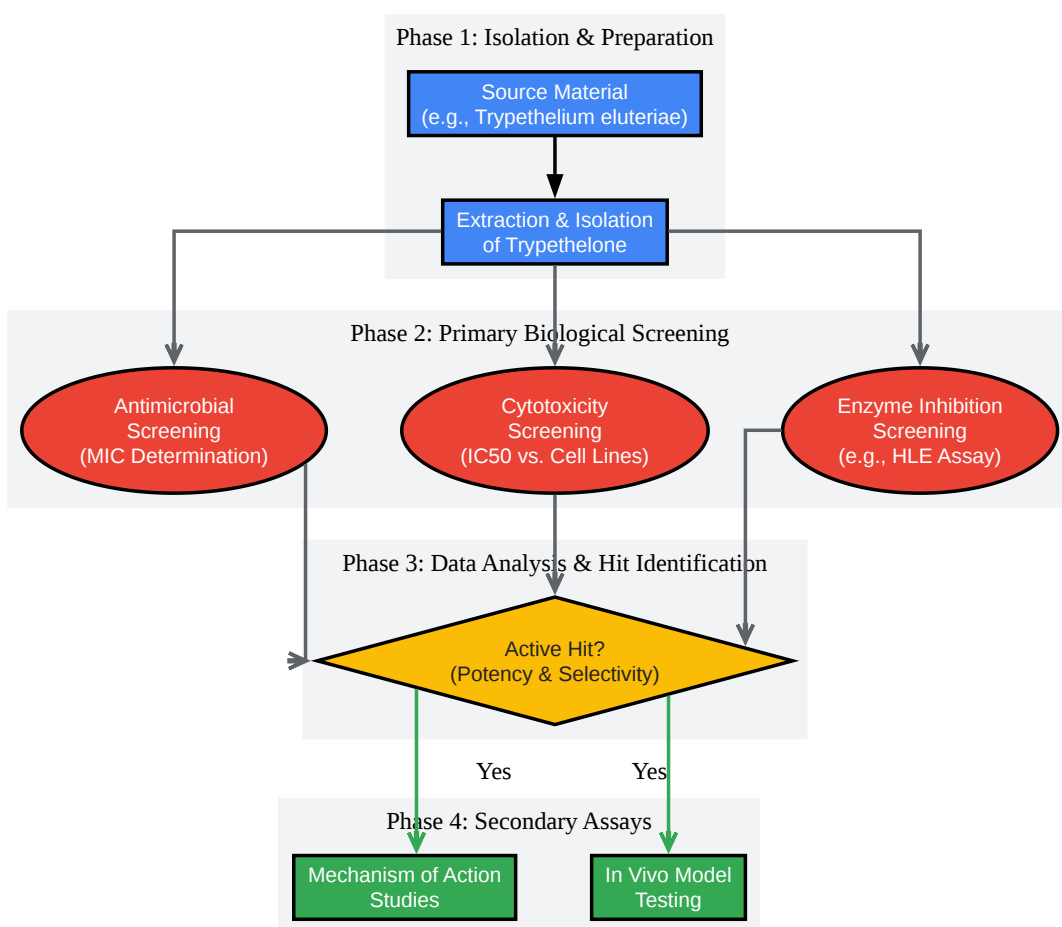 Phase 1: Isolation & Preparation
Source Material
(e.g., Trypethelium eluteriae)
Extraction & Isolation
of Trypethelone
Phase 2: Primary Biological Screening
Antimicrobial
Screening
(MIC Determination)
Cytotoxicity
Screening
(IC50 vs. Cell Lines)
Enzyme Inhibition
Screening
(e.g., HLE Assay)
Phase 3: Data Analysis & Hit Identification
Active Hit?
(Potency & Selectivity)
Yes
Yes
Phase 4: Secondary Assays
Mechanism of Action
Studies
In Vivo Model
Testing